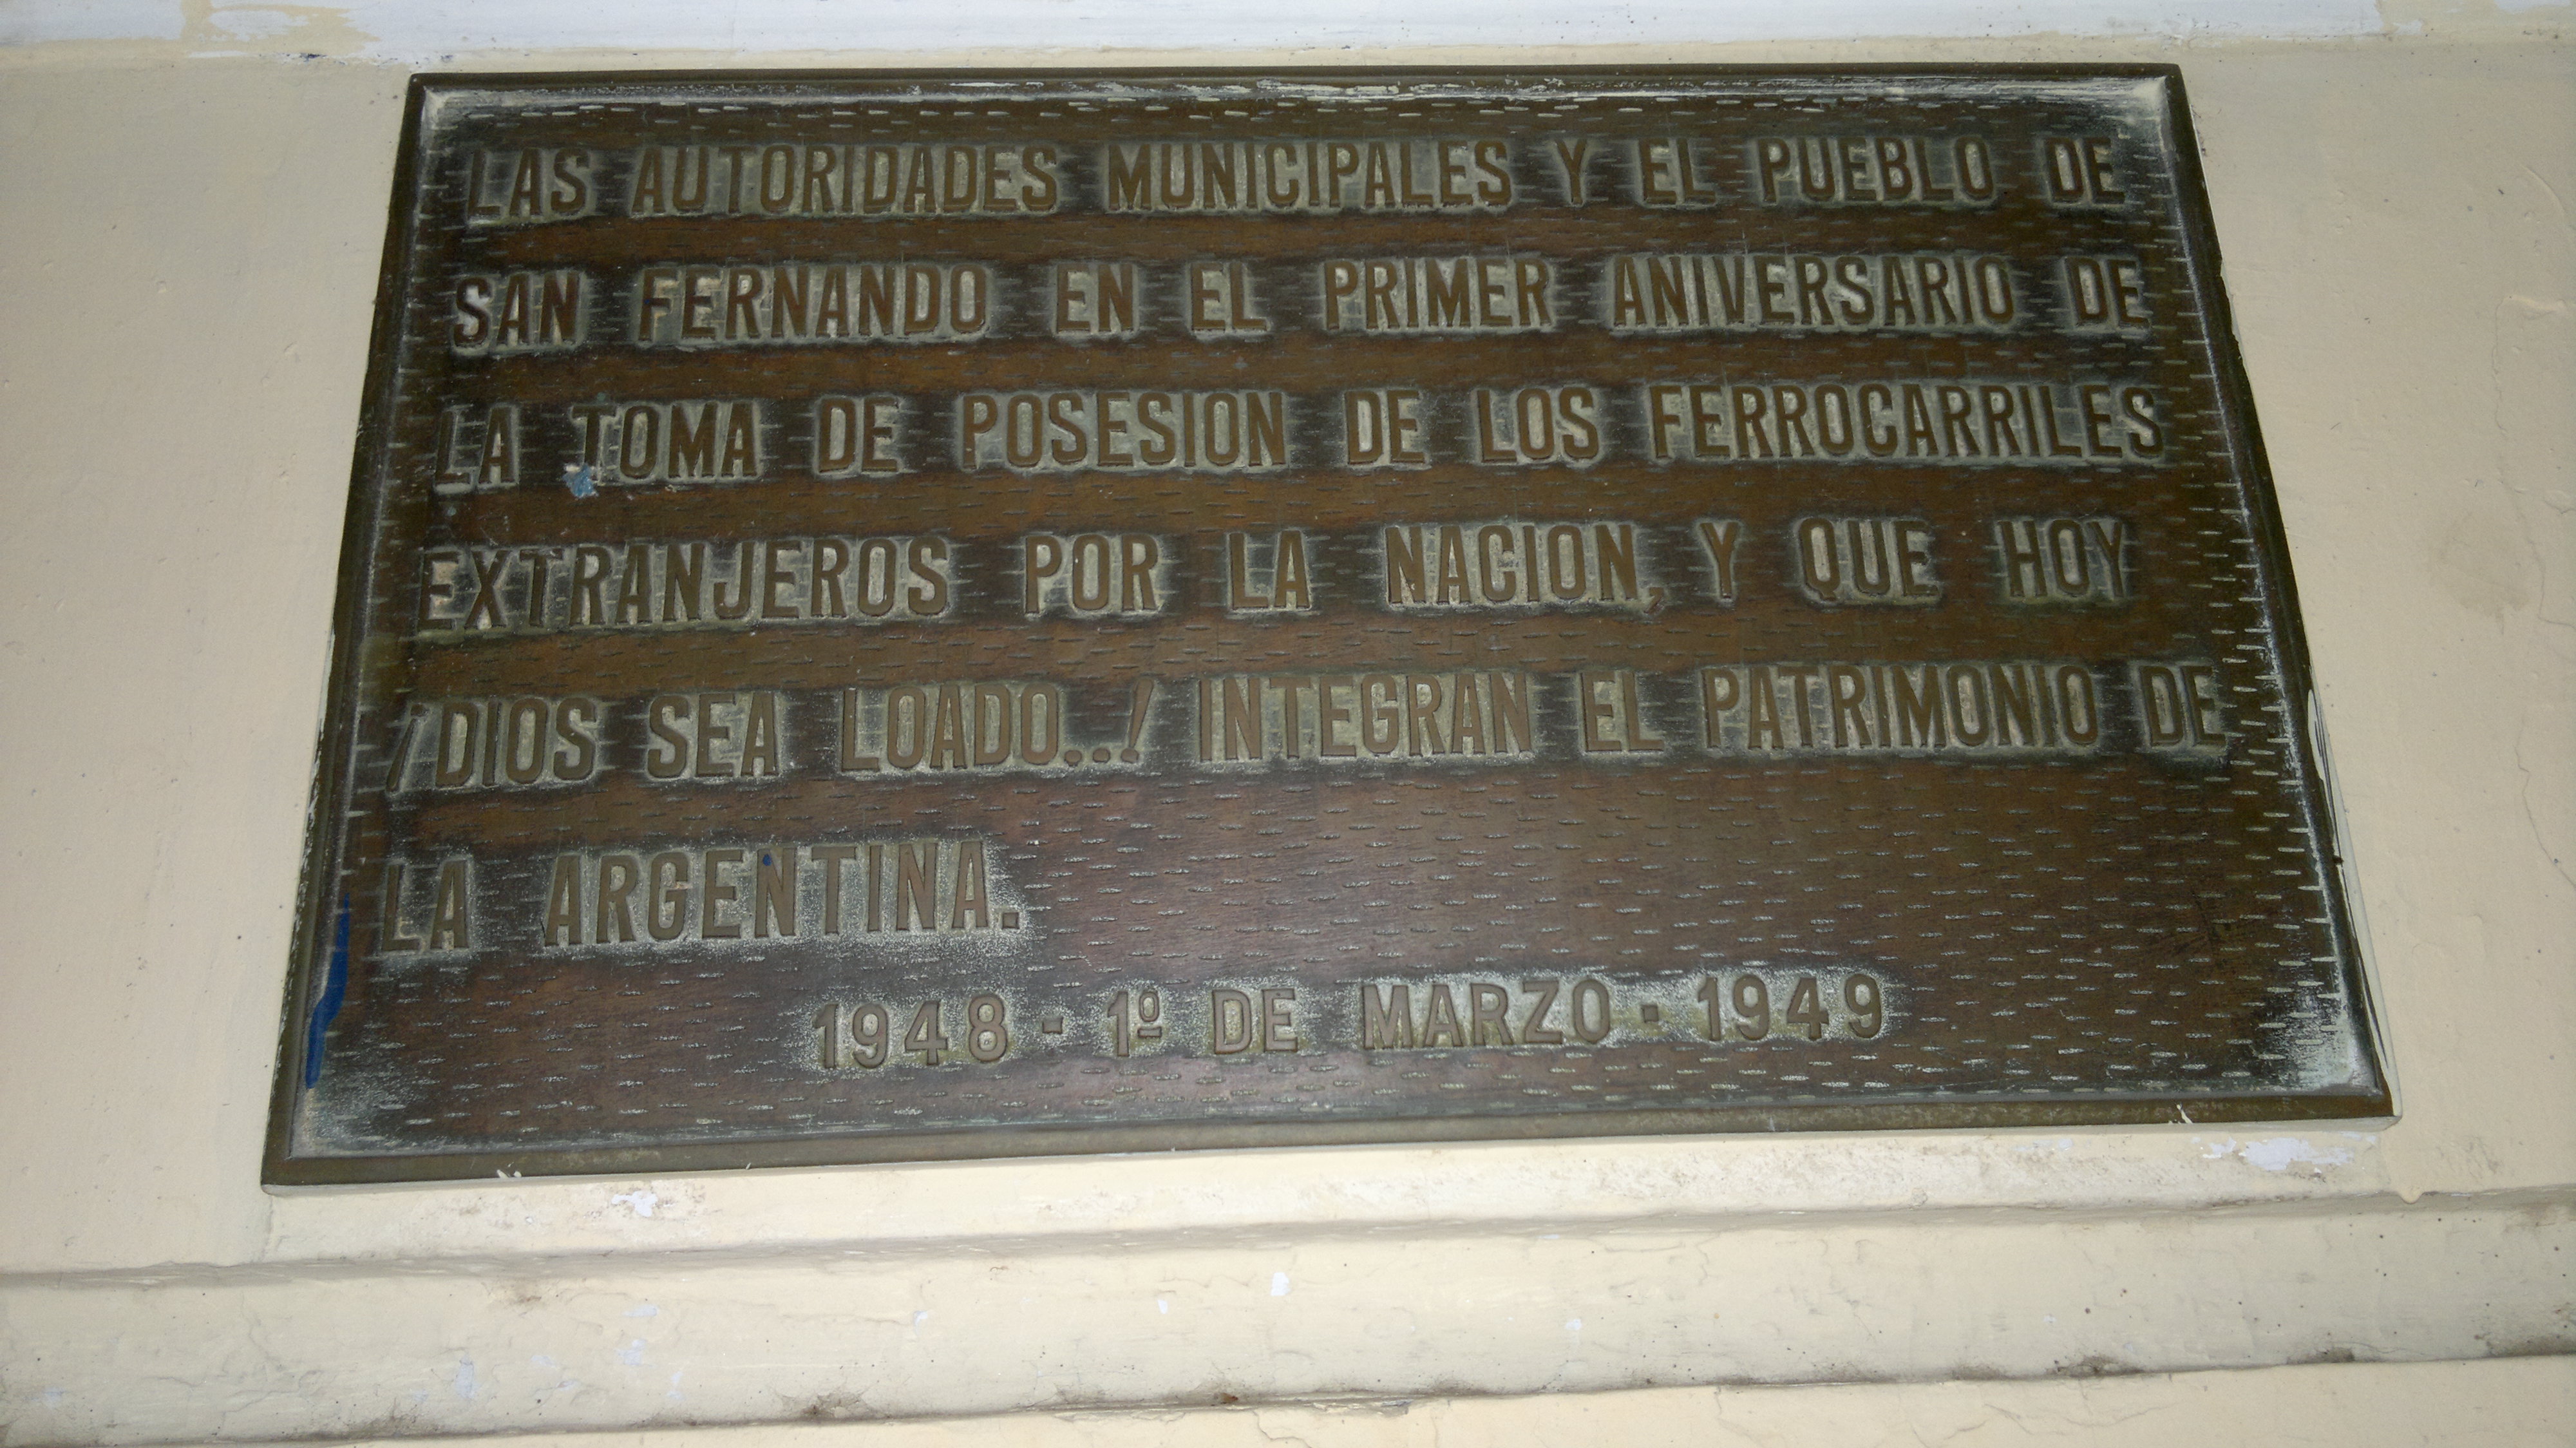 LAS AUTORIDADES MUNICIPALES Y EL PUEBLO DE
SAN FERNANDO EN EL PRIMER ANIVERSARIO DE
LA TOMA DE POSESION DE LOS FERROCARRILES
EXTRANJEROS POR LA NACION, Y QUE HOY
¡DIOS SEA LOADO..! INTEGRAN EL PATRIMONIO DE
LA ARGENTINA.
1948 - 1º DE MARZO - 1949